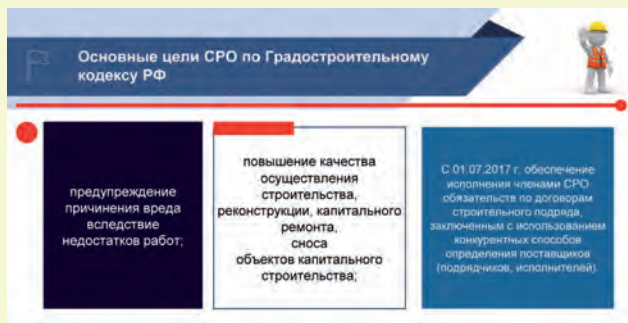 Основные цели СРО по Градостроительному
кодексу РФ
предупреждение
причинения вреда
вследствие
недостатков работ;
повышение качества
осуществления
строительства,
реконструкции, капитального
ремонта,
сноса
объектов капитального
строительства;
С 01.07.2017 г. обеспечение
исполнения членами СРО
обязательств по договорам
строительного подряда,
заключенным с использованием
конкурентных способов
определения поставщиков
(подрядчиков, исполнителей)